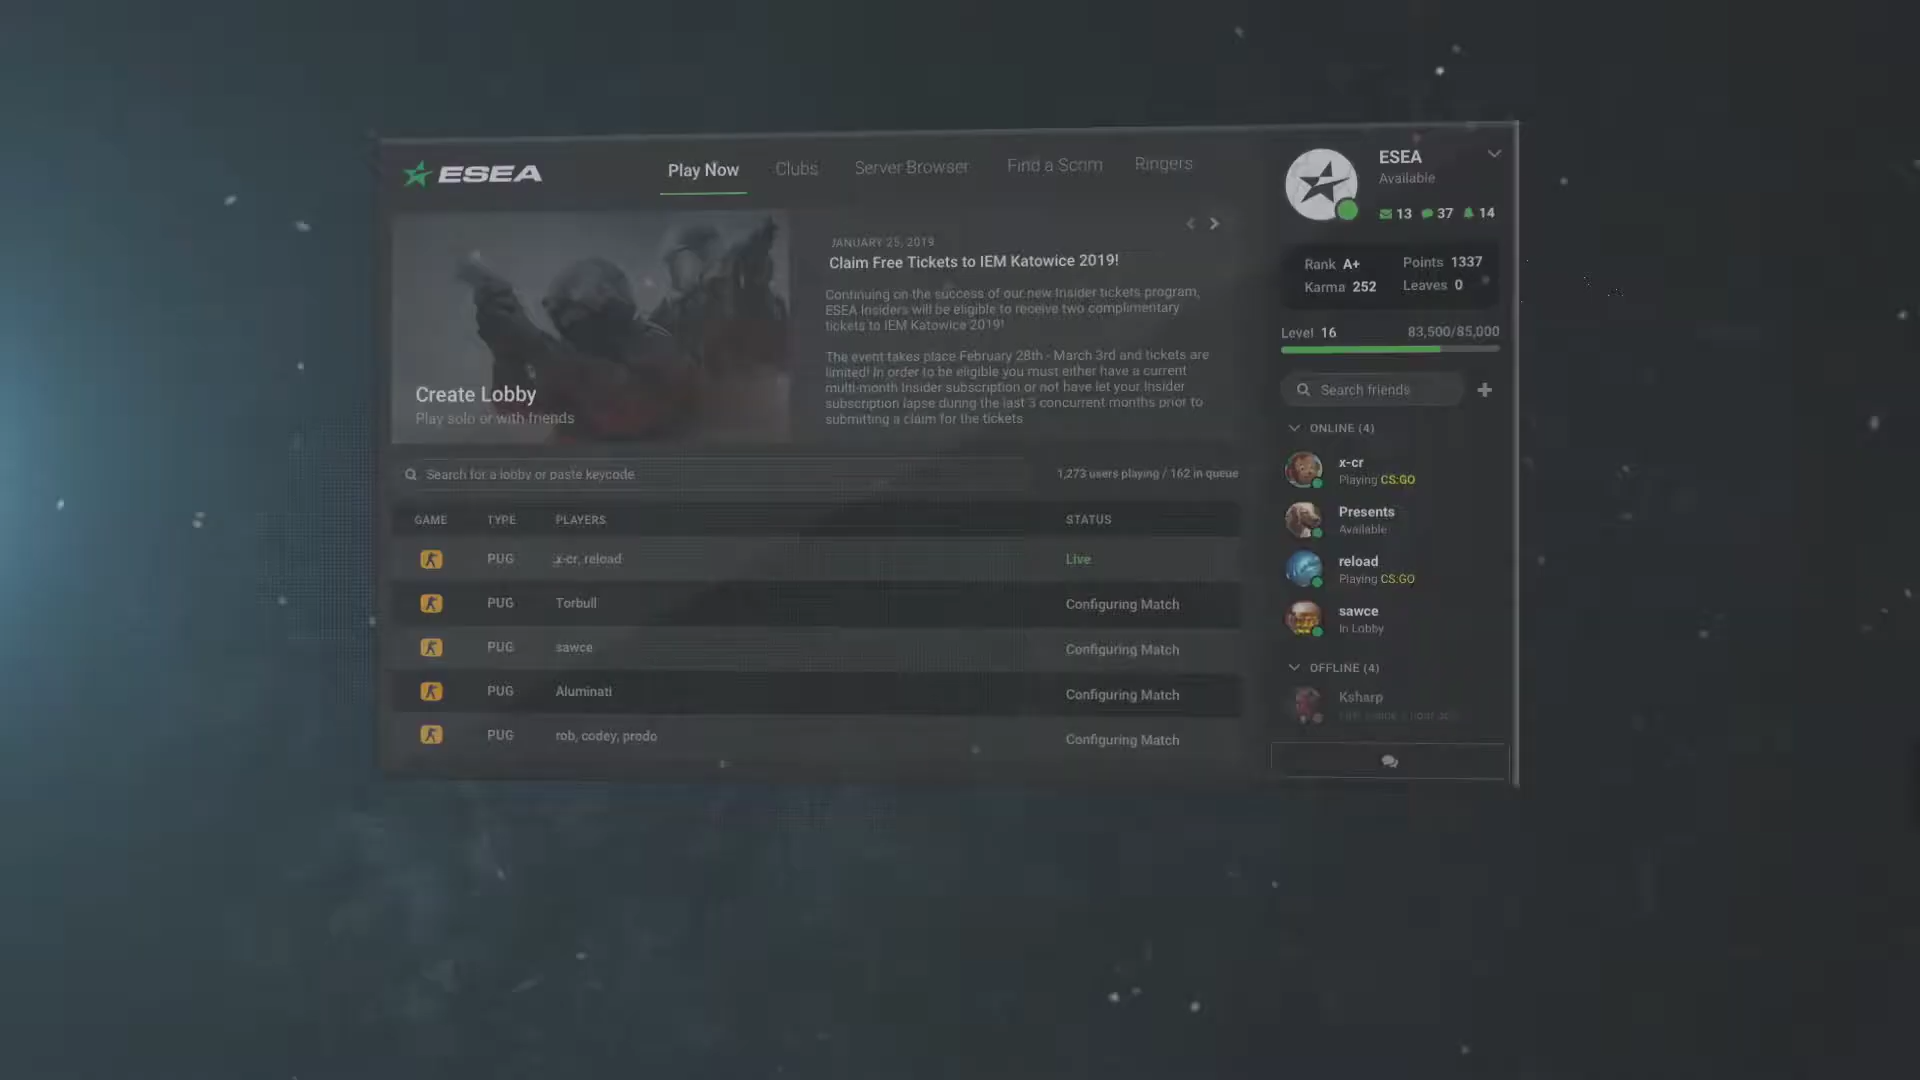 ESEA
Play Now
Clubs
Server Browser
Find a Scrim
Ringers
JANUARY 25, 2019
Claim Free Tickets to IEM Katowice 2019!
Continuing on the success of our new Insider tickets program,
ESEA Insiders will be eligible to receive two complimentary
tickets to IEM Katowice 2019!
The event takes place February 28th - March 3rd and tickets are
limited! In order to be eligible you must either have a current
multi-month Insider subscription or not have let your Insider
subscription lapse during the last 3 concurrent months prior to
submitting a claim for the tickets
Create Lobby
Play solo or with friends
Search for a lobby or paste keycode
1,273 users playing / 162 in queue
GAME TYPE PLAYERS STATUS
PUG x-cr, reload Live
PUG Torbull Configuring Match
PUG sawce Configuring Match
PUG Aluminati Configuring Match
PUG rob, codey, prodo Configuring Match
ESEA
Available
13 37 14
Rank A+ Points 1337
Karma 252 Leaves 0
Level 16 83,500/85,000
Search friends
ONLINE (4)
x-cr
Playing CS:GO
Presents
Available
reload
Playing CS:GO
sawce
In Lobby
OFFLINE (4)
Ksharp